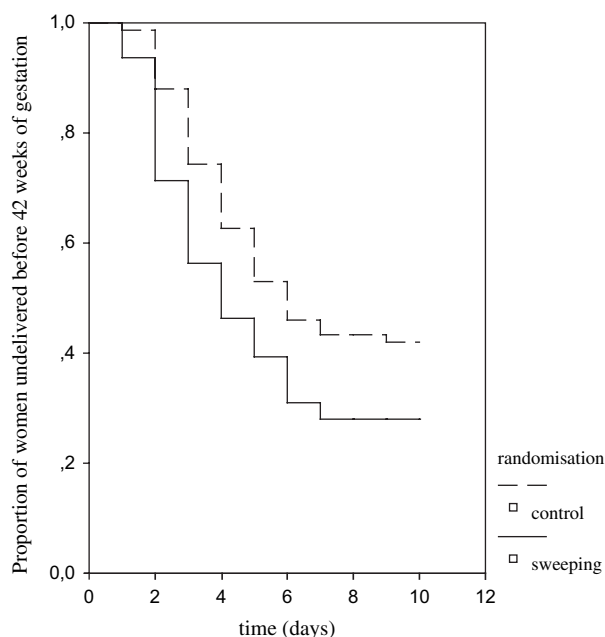 Proportion of women undelivered before 42 weeks of gestation
1,0
,8
,6
,4
,2
0,0
0 2 4 6 8 10 12
time (days)
randomisation
control
sweeping